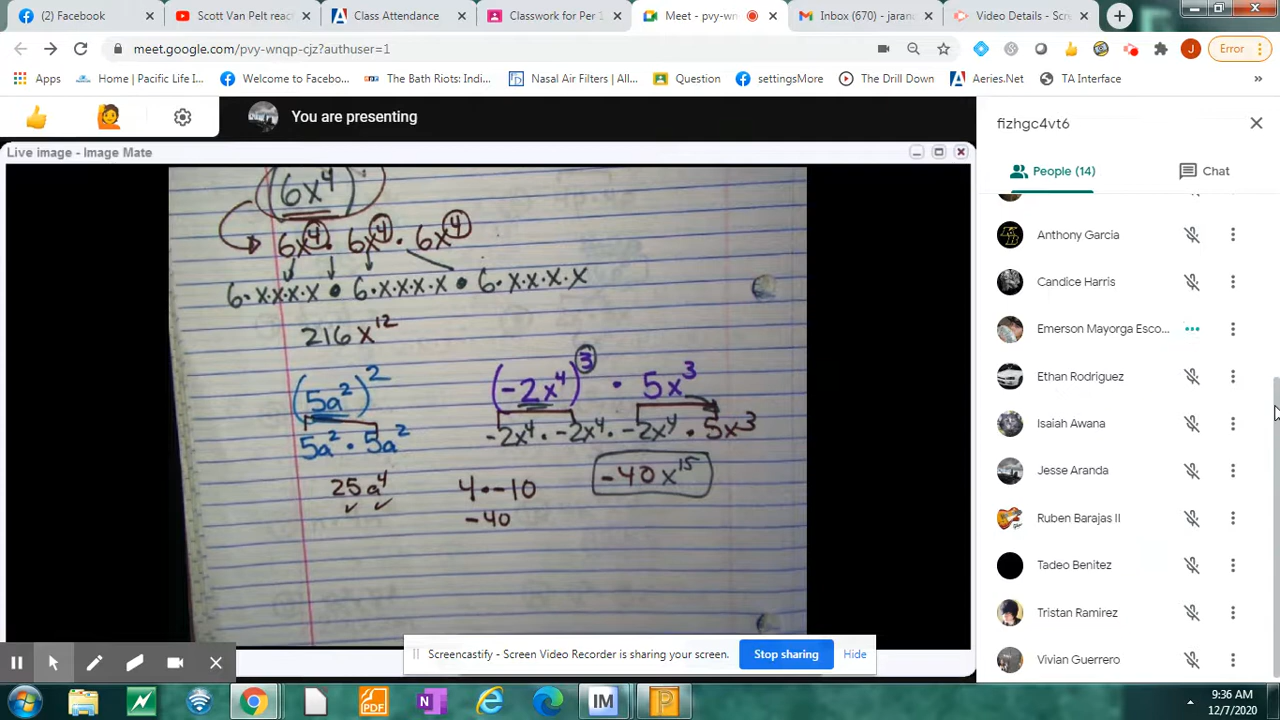 (2) Facebook
Scott Van Pelt react
Class Attendance
Classwork for Per 1
Meet - pvy-wnqp
Inbox (670) - jaran
Video Details - Scr
meet.google.com/pvy-wnqp-cjz?authuser=1
J
Error
Apps
Home | Pacific Life I...
Welcome to Facebo...
The Bath Riots: Indi...
Nasal Air Filters | All...
Question
settingsMore
The Drill Down
Aeries.Net
TA Interface
»
You are presenting
fizhgc4vt6
Live image - Image Mate
People (14)
Chat
(6x⁴)
6x⁴ · 6x⁴ · 6x⁴
6·x·x·x·x • 6·x·x·x·x • 6·x·x·x·x
216x¹²
(5a²)²
(-2x⁴)³ · 5x³
5a² · 5a²
-2x⁴ · -2x⁴ · -2x⁴ • 5x³
25a⁴
4·-10
-40x¹⁵
-40
Anthony Garcia
Candice Harris
Emerson Mayorga Esco...
Ethan Rodriguez
Isaiah Awana
Jesse Aranda
Ruben Barajas II
Tadeo Benitez
Tristan Ramirez
Vivian Guerrero
Screencastify - Screen Video Recorder is sharing your screen.
Stop sharing
Hide
PDF
N
IM
P
9:36 AM
12/7/2020